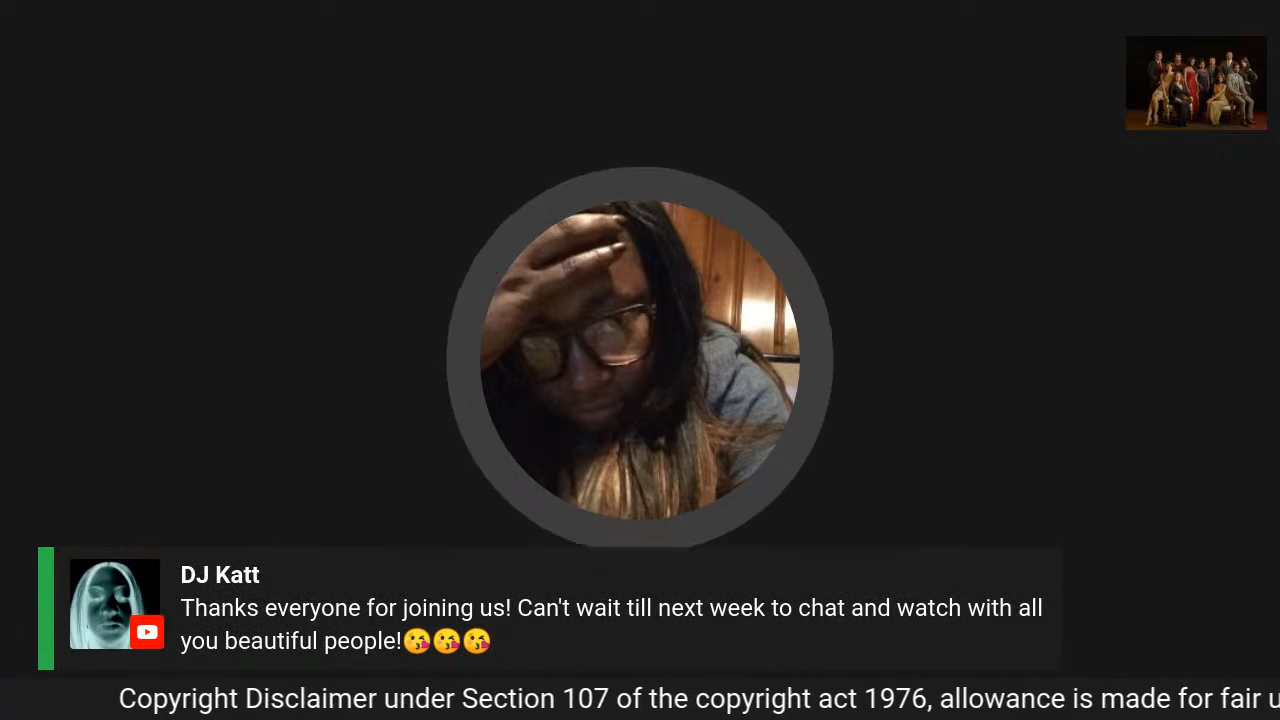 DJ Katt
Thanks everyone for joining us! Can't wait till next week to chat and watch with all
you beautiful people!😘😘😘
Copyright Disclaimer under Section 107 of the copyright act 1976, allowance is made for fair